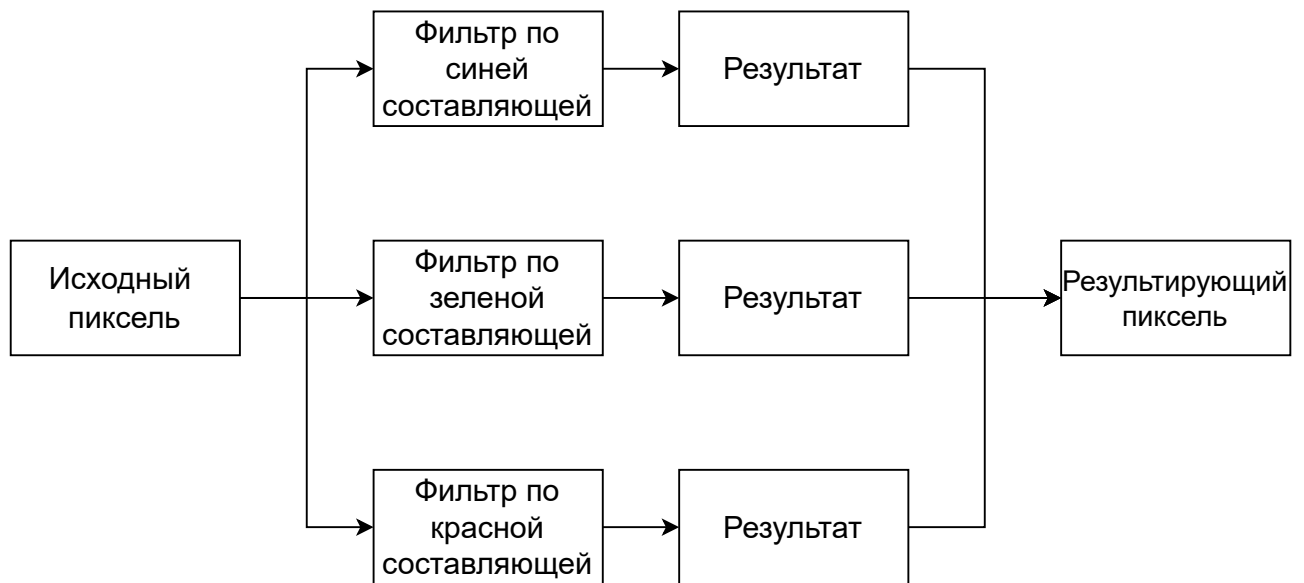 Фильтр по
синей
составляющей
Результат
Исходный
пиксель
Фильтр по
зеленой
составляющей
Результат
Результирующий
пиксель
Фильтр по
красной
составляющей
Результат